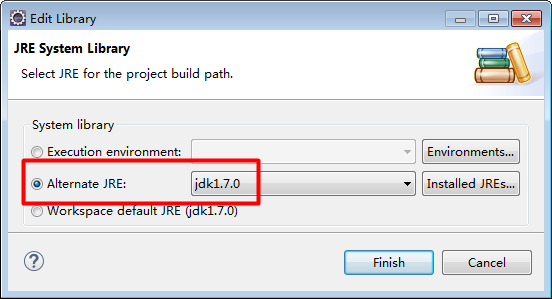 Edit Library
JRE System Library
Select JRE for the project build path.
System library
Execution environment:
Environments...
Alternate JRE:
jdk1.7.0
Installed JREs...
Workspace default JRE (jdk1.7.0)
?
Finish
Cancel